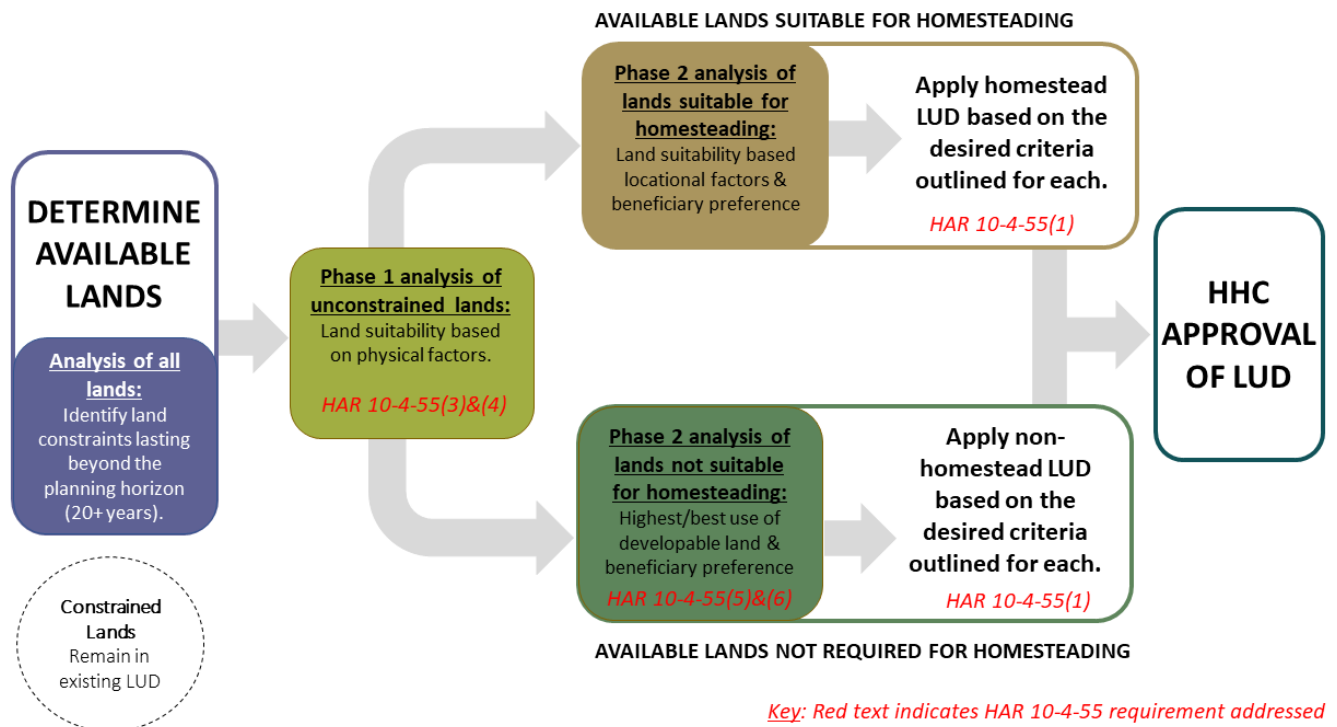 DETERMINE
AVAILABLE
LANDS
Analysis of all
lands:
Identify land
constraints lasting
beyond the
planning horizon
(20+ years).
Constrained
Lands
Remain in
existing LUD
Phase 1 analysis of
unconstrained lands:
Land suitability based
on physical factors.
HAR 10-4-55(3)&(4)
AVAILABLE LANDS SUITABLE FOR HOMESTEADING
Phase 2 analysis of
lands suitable for
homesteading:
Land suitability based
locational factors &
beneficiary preference
Apply homestead
LUD based on the
desired criteria
outlined for each.
HAR 10-4-55(1)
Phase 2 analysis of
lands not suitable
for homesteading:
Highest/best use of
developable land &
beneficiary preference
HAR 10-4-55(5)&(6)
Apply non-
homestead LUD
based on the
desired criteria
outlined for each.
HAR 10-4-55(1)
AVAILABLE LANDS NOT REQUIRED FOR HOMESTEADING
HHC
APPROVAL
OF LUD
Key: Red text indicates HAR 10-4-55 requirement addressed